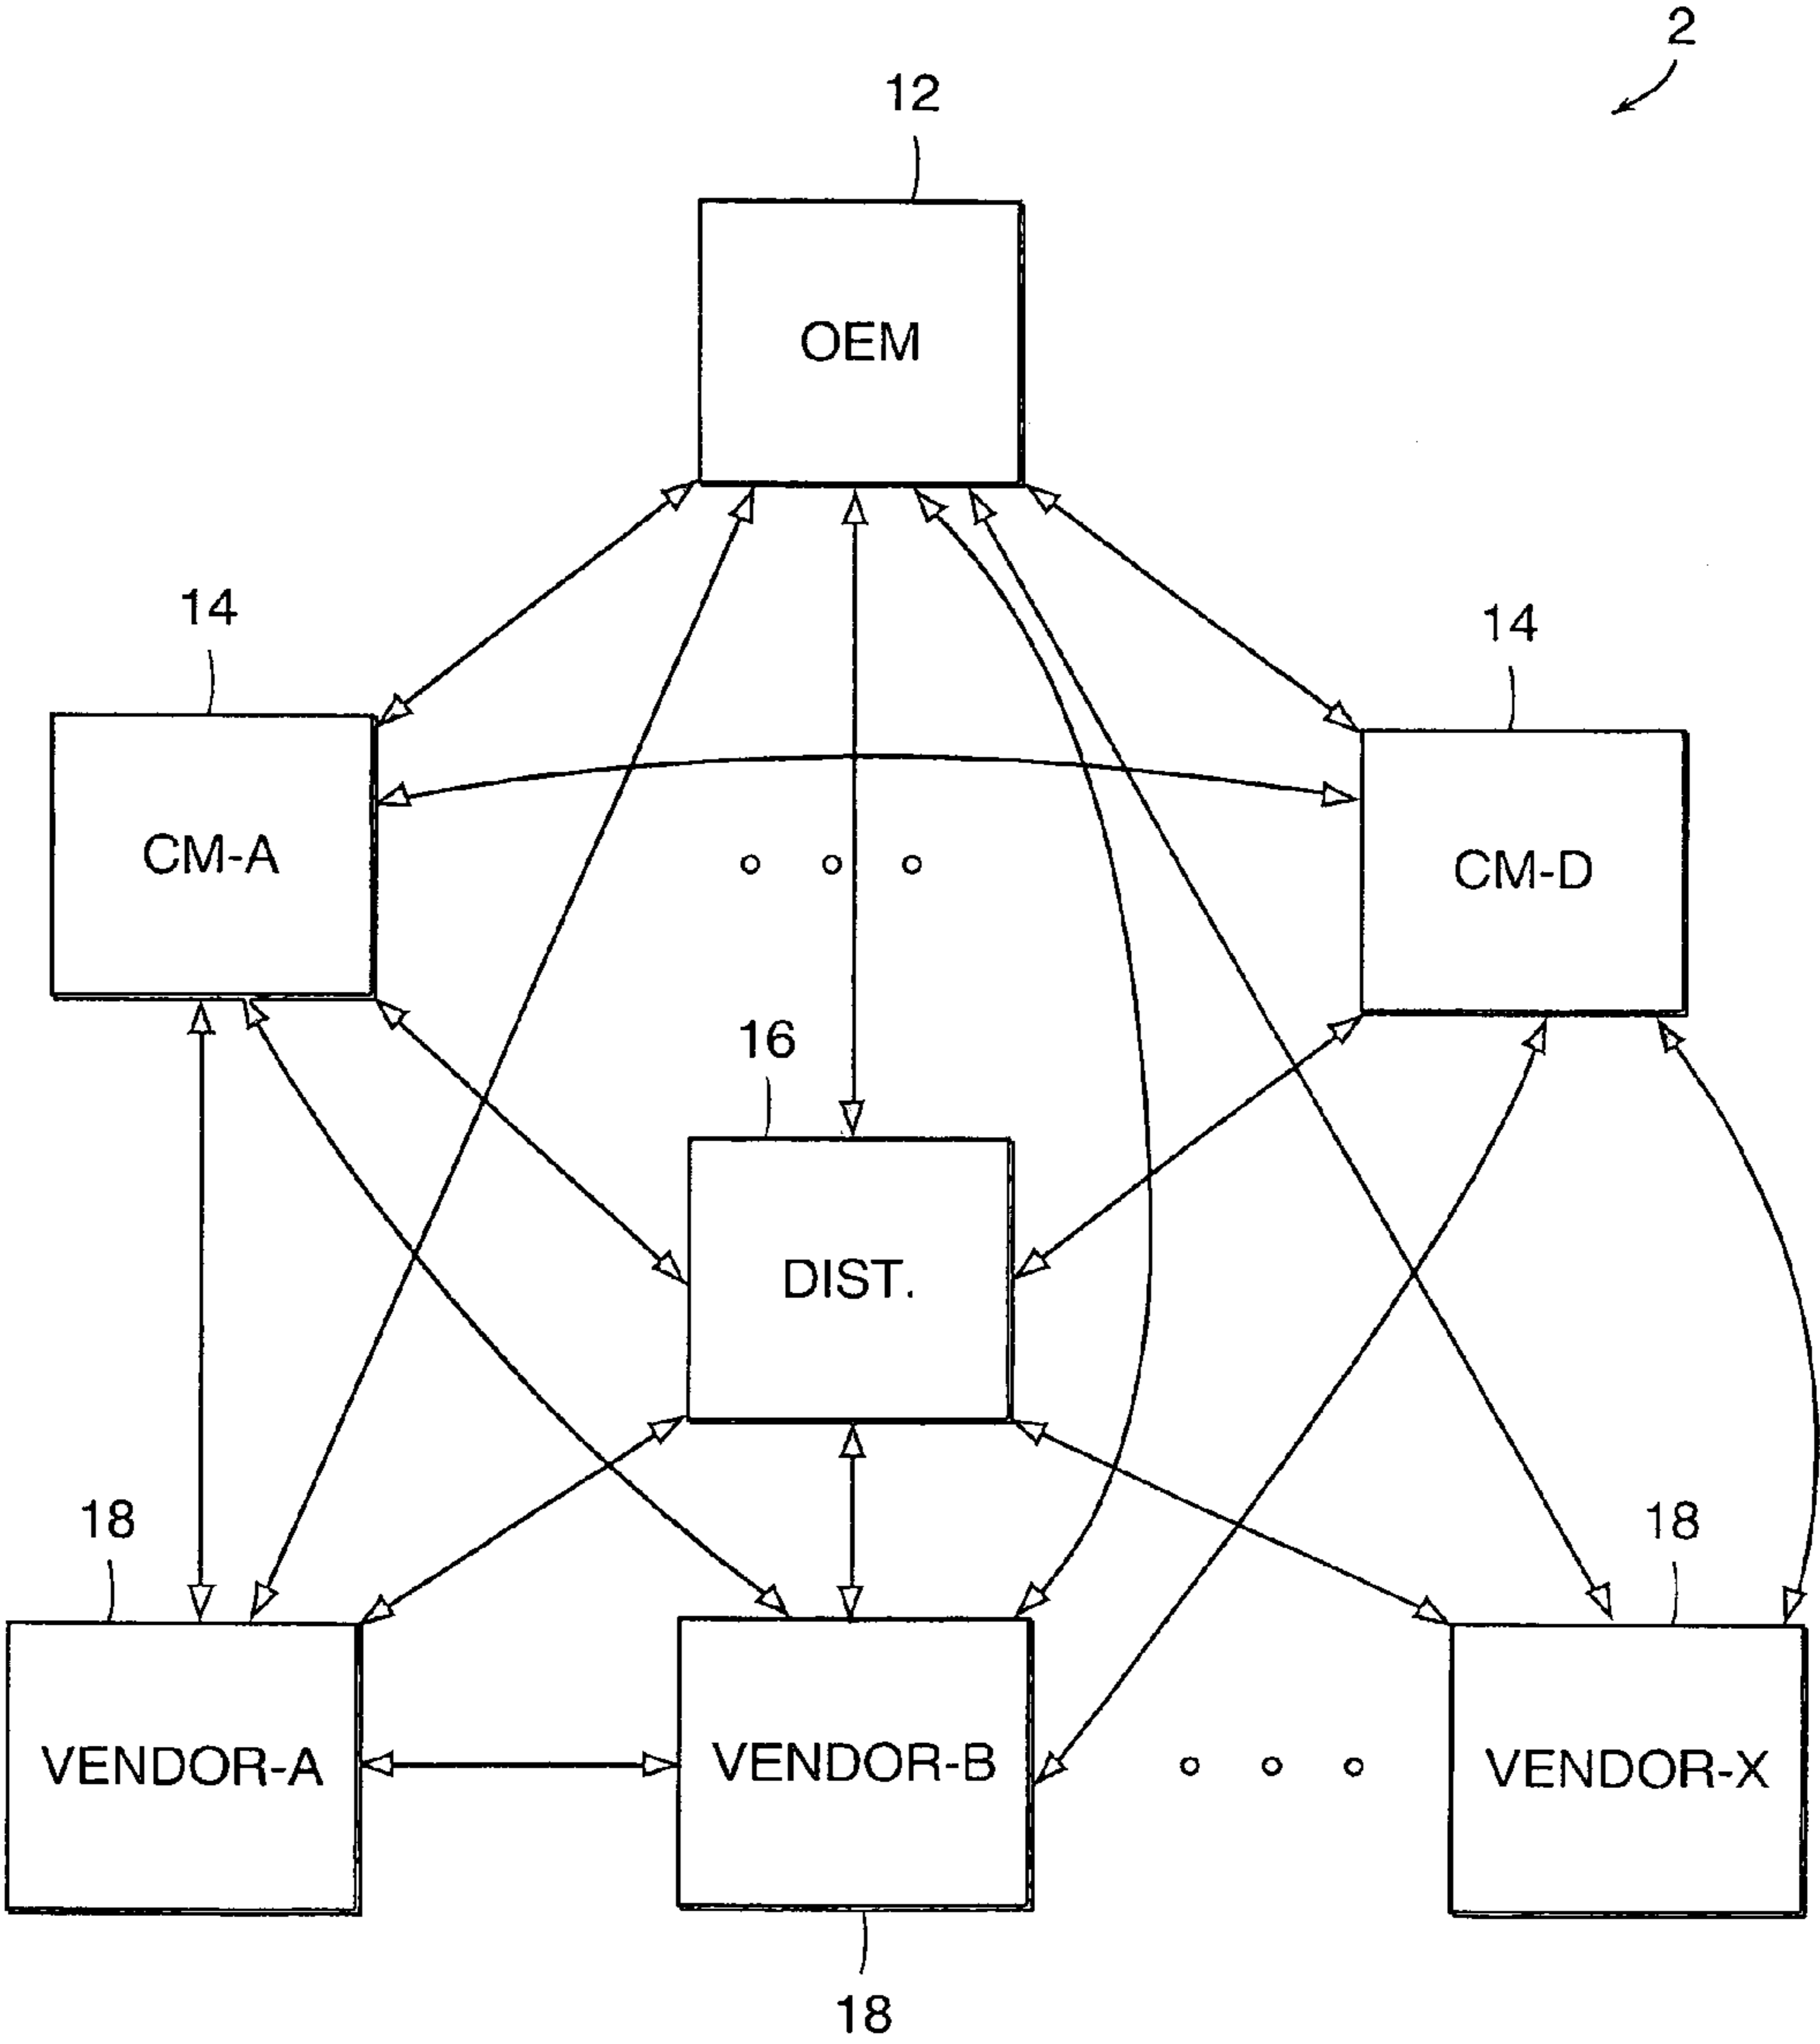 2
12
OEM
14
14
CM-A
CM-D
16
DIST.
18
18
VENDOR-A
VENDOR-B
VENDOR-X
18